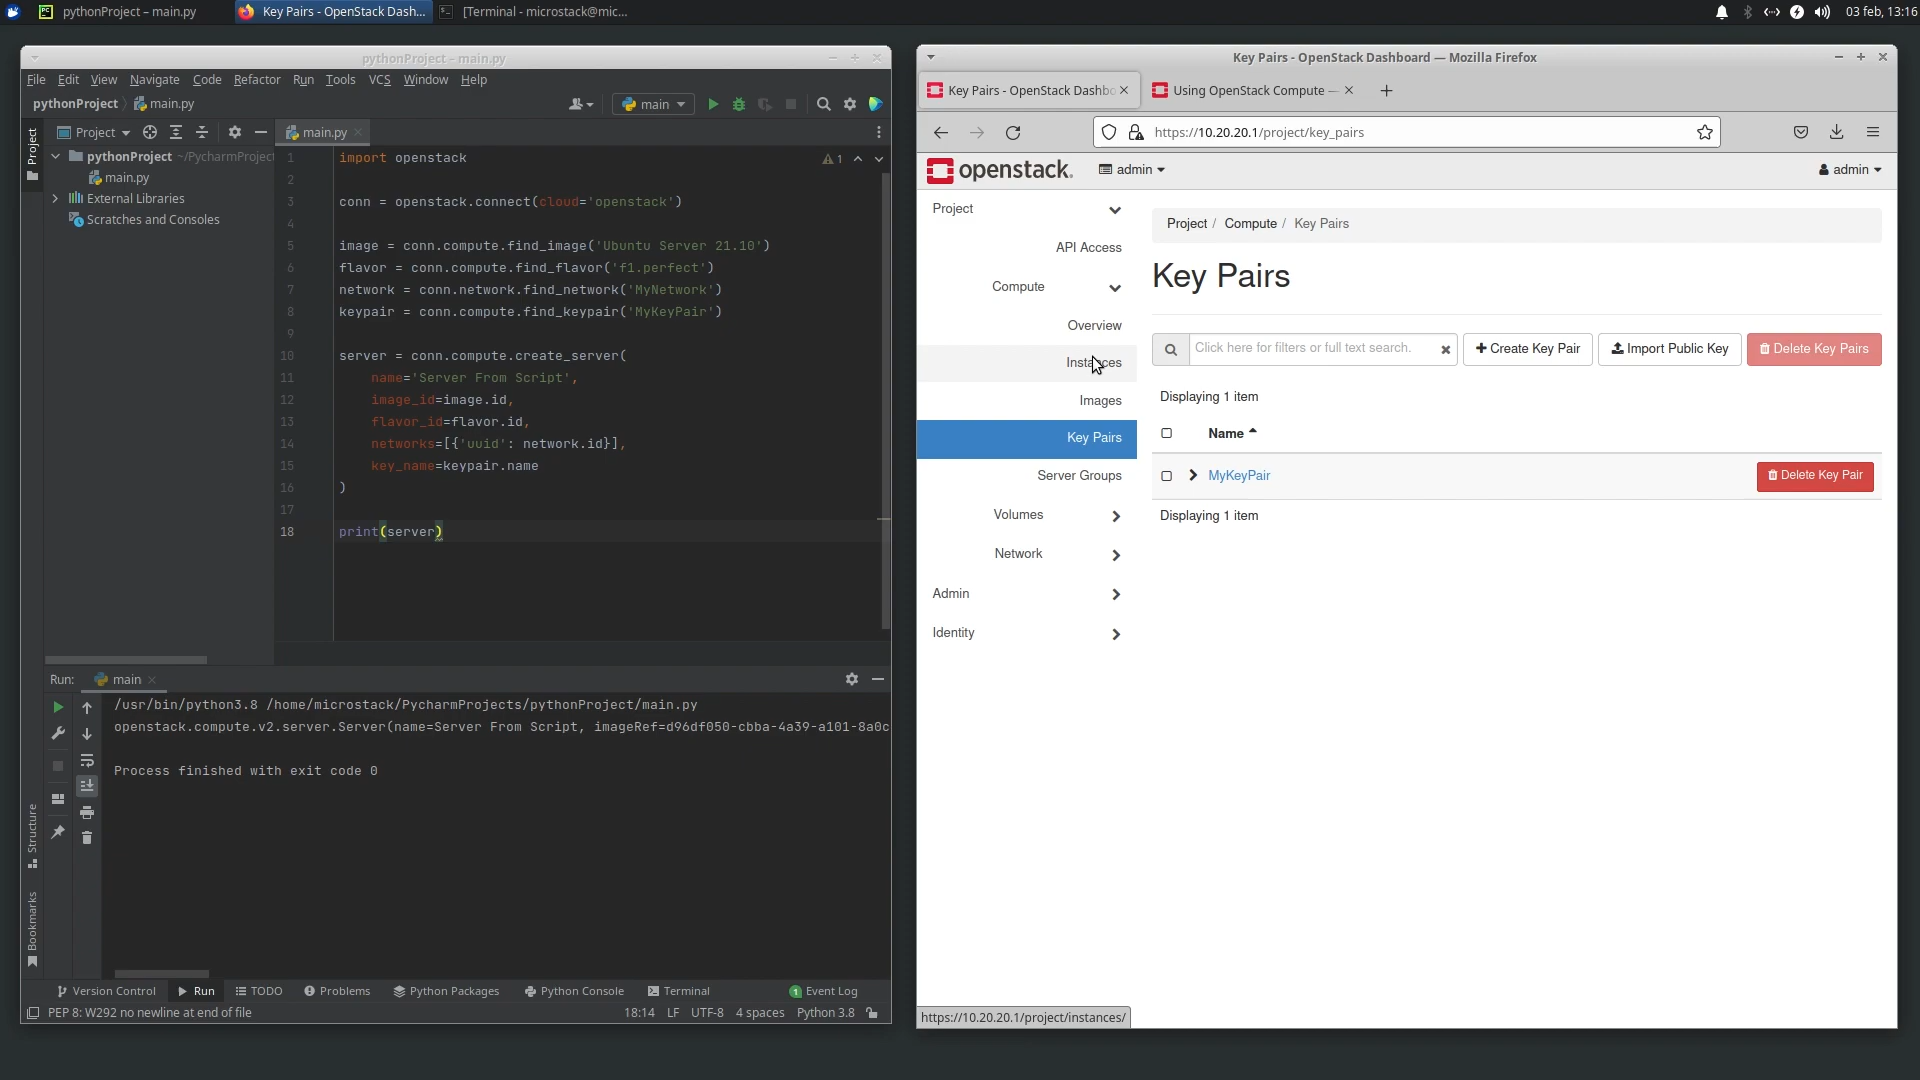 pythonProject – main.py
Key Pairs - OpenStack Dash...
[Terminal - microstack@mic...
03 feb, 13:16
pythonProject – main.py
File Edit View Navigate Code Refactor Run Tools VCS Window Help
pythonProject main.py
main
Project
Project
main.py
pythonProject ~/PycharmProject
main.py
External Libraries
Scratches and Consoles
1
1 import openstack
2
3 conn = openstack.connect(cloud='openstack')
4
5 image = conn.compute.find_image('Ubuntu Server 21.10')
6 flavor = conn.compute.find_flavor('f1.perfect')
7 network = conn.network.find_network('MyNetwork')
8 keypair = conn.compute.find_keypair('MyKeyPair')
9
10 server = conn.compute.create_server(
11 name='Server From Script',
12 image_id=image.id,
13 flavor_id=flavor.id,
14 networks=[{'uuid': network.id}],
15 key_name=keypair.name
16 )
17
18 print(server)
Run: main
/usr/bin/python3.8 /home/microstack/PycharmProjects/pythonProject/main.py
openstack.compute.v2.server.Server(name=Server From Script, imageRef=d96df050-cbba-4a39-a101-8a0c
Process finished with exit code 0
Structure
Bookmarks
Version Control Run TODO Problems Python Packages Python Console Terminal 1 Event Log
PEP 8: W292 no newline at end of file 18:14 LF UTF-8 4 spaces Python 3.8
Key Pairs - OpenStack Dashboard — Mozilla Firefox
Key Pairs - OpenStack Dashbo
Using OpenStack Compute —
https://10.20.20.1/project/key_pairs
openstack.
admin
admin
Project
API Access
Compute
Overview
Instances
Images
Key Pairs
Server Groups
Volumes
Network
Admin
Identity
Project / Compute / Key Pairs
Key Pairs
Click here for filters or full text search.
Create Key Pair
Import Public Key
Delete Key Pairs
Displaying 1 item
Name
MyKeyPair
Delete Key Pair
Displaying 1 item
https://10.20.20.1/project/instances/